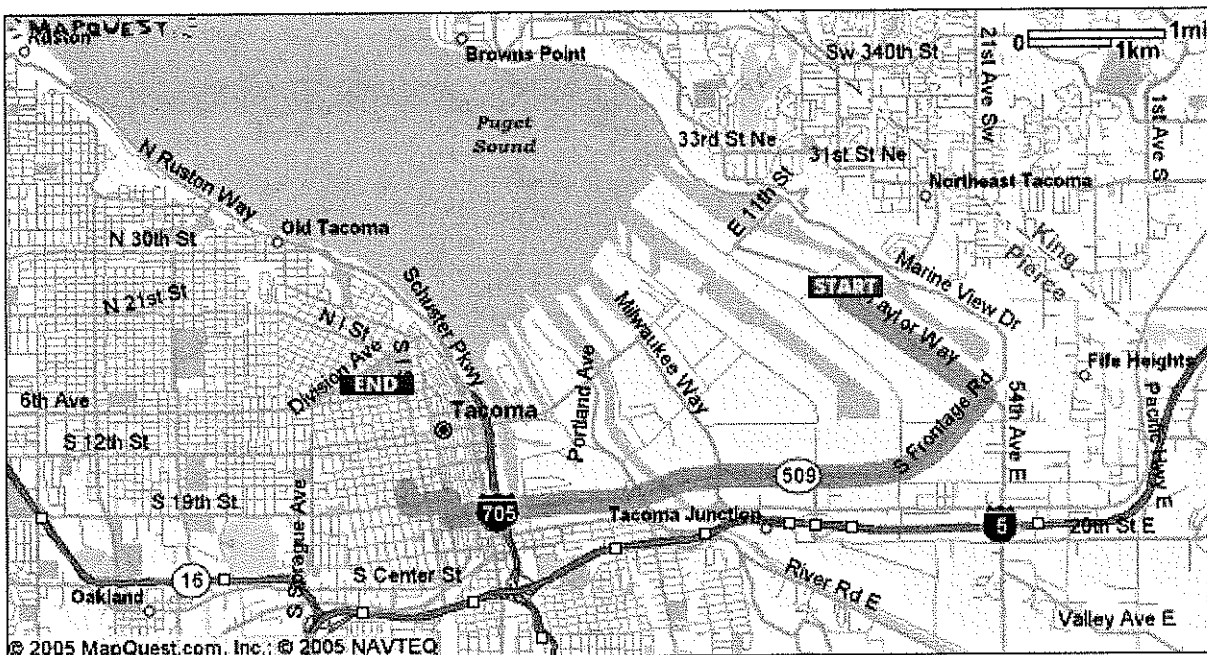 MAPQUEST
Ruston
Browns Point
Sw 340th St
21st Ave SW
0 1mi
1km
1st Ave S
Puget
Sound
33rd St Ne
31st St Ne
Northeast Tacoma
N Ruston Way
E 11th St
Old Tacoma
N 30th St
King
Pierce
Schuster Pkwy
Marine View Dr
START
Taylor Way
N 21st St
N I St
S I
Milwaukee Way
Fife Heights
Division Ave
END
6th Ave
Tacoma
Portland Ave
S Frontage Rd
54th Ave E
Pacific Hwy E
S 12th St
509
S 19th St
705
Tacoma Junction
5
20th St E
S Sprague Ave
16
S Center St
River Rd E
Oakland
Valley Ave E
© 2005 MapQuest.com, Inc.; © 2005 NAVTEQ